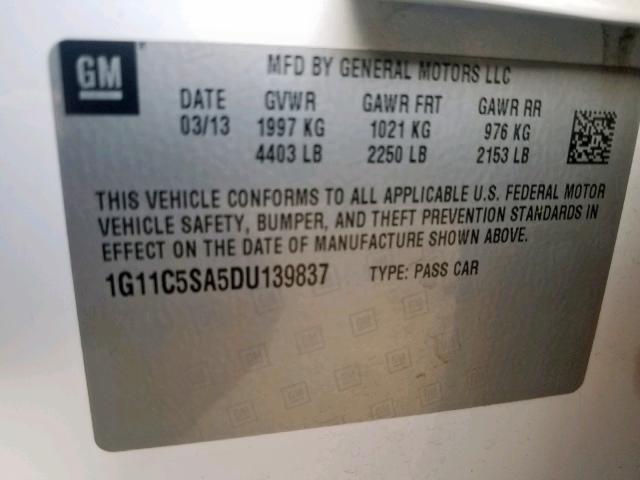 GM
MFD BY GENERAL MOTORS LLC
DATE GVWR GAWR FRT GAWR RR
03/13 1997 KG 1021 KG 976 KG
4403 LB 2250 LB 2153 LB
THIS VEHICLE CONFORMS TO ALL APPLICABLE U.S. FEDERAL MOTOR
VEHICLE SAFETY, BUMPER, AND THEFT PREVENTION STANDARDS IN
EFFECT ON THE DATE OF MANUFACTURE SHOWN ABOVE.
1G11C5SA5DU139837 TYPE: PASS CAR